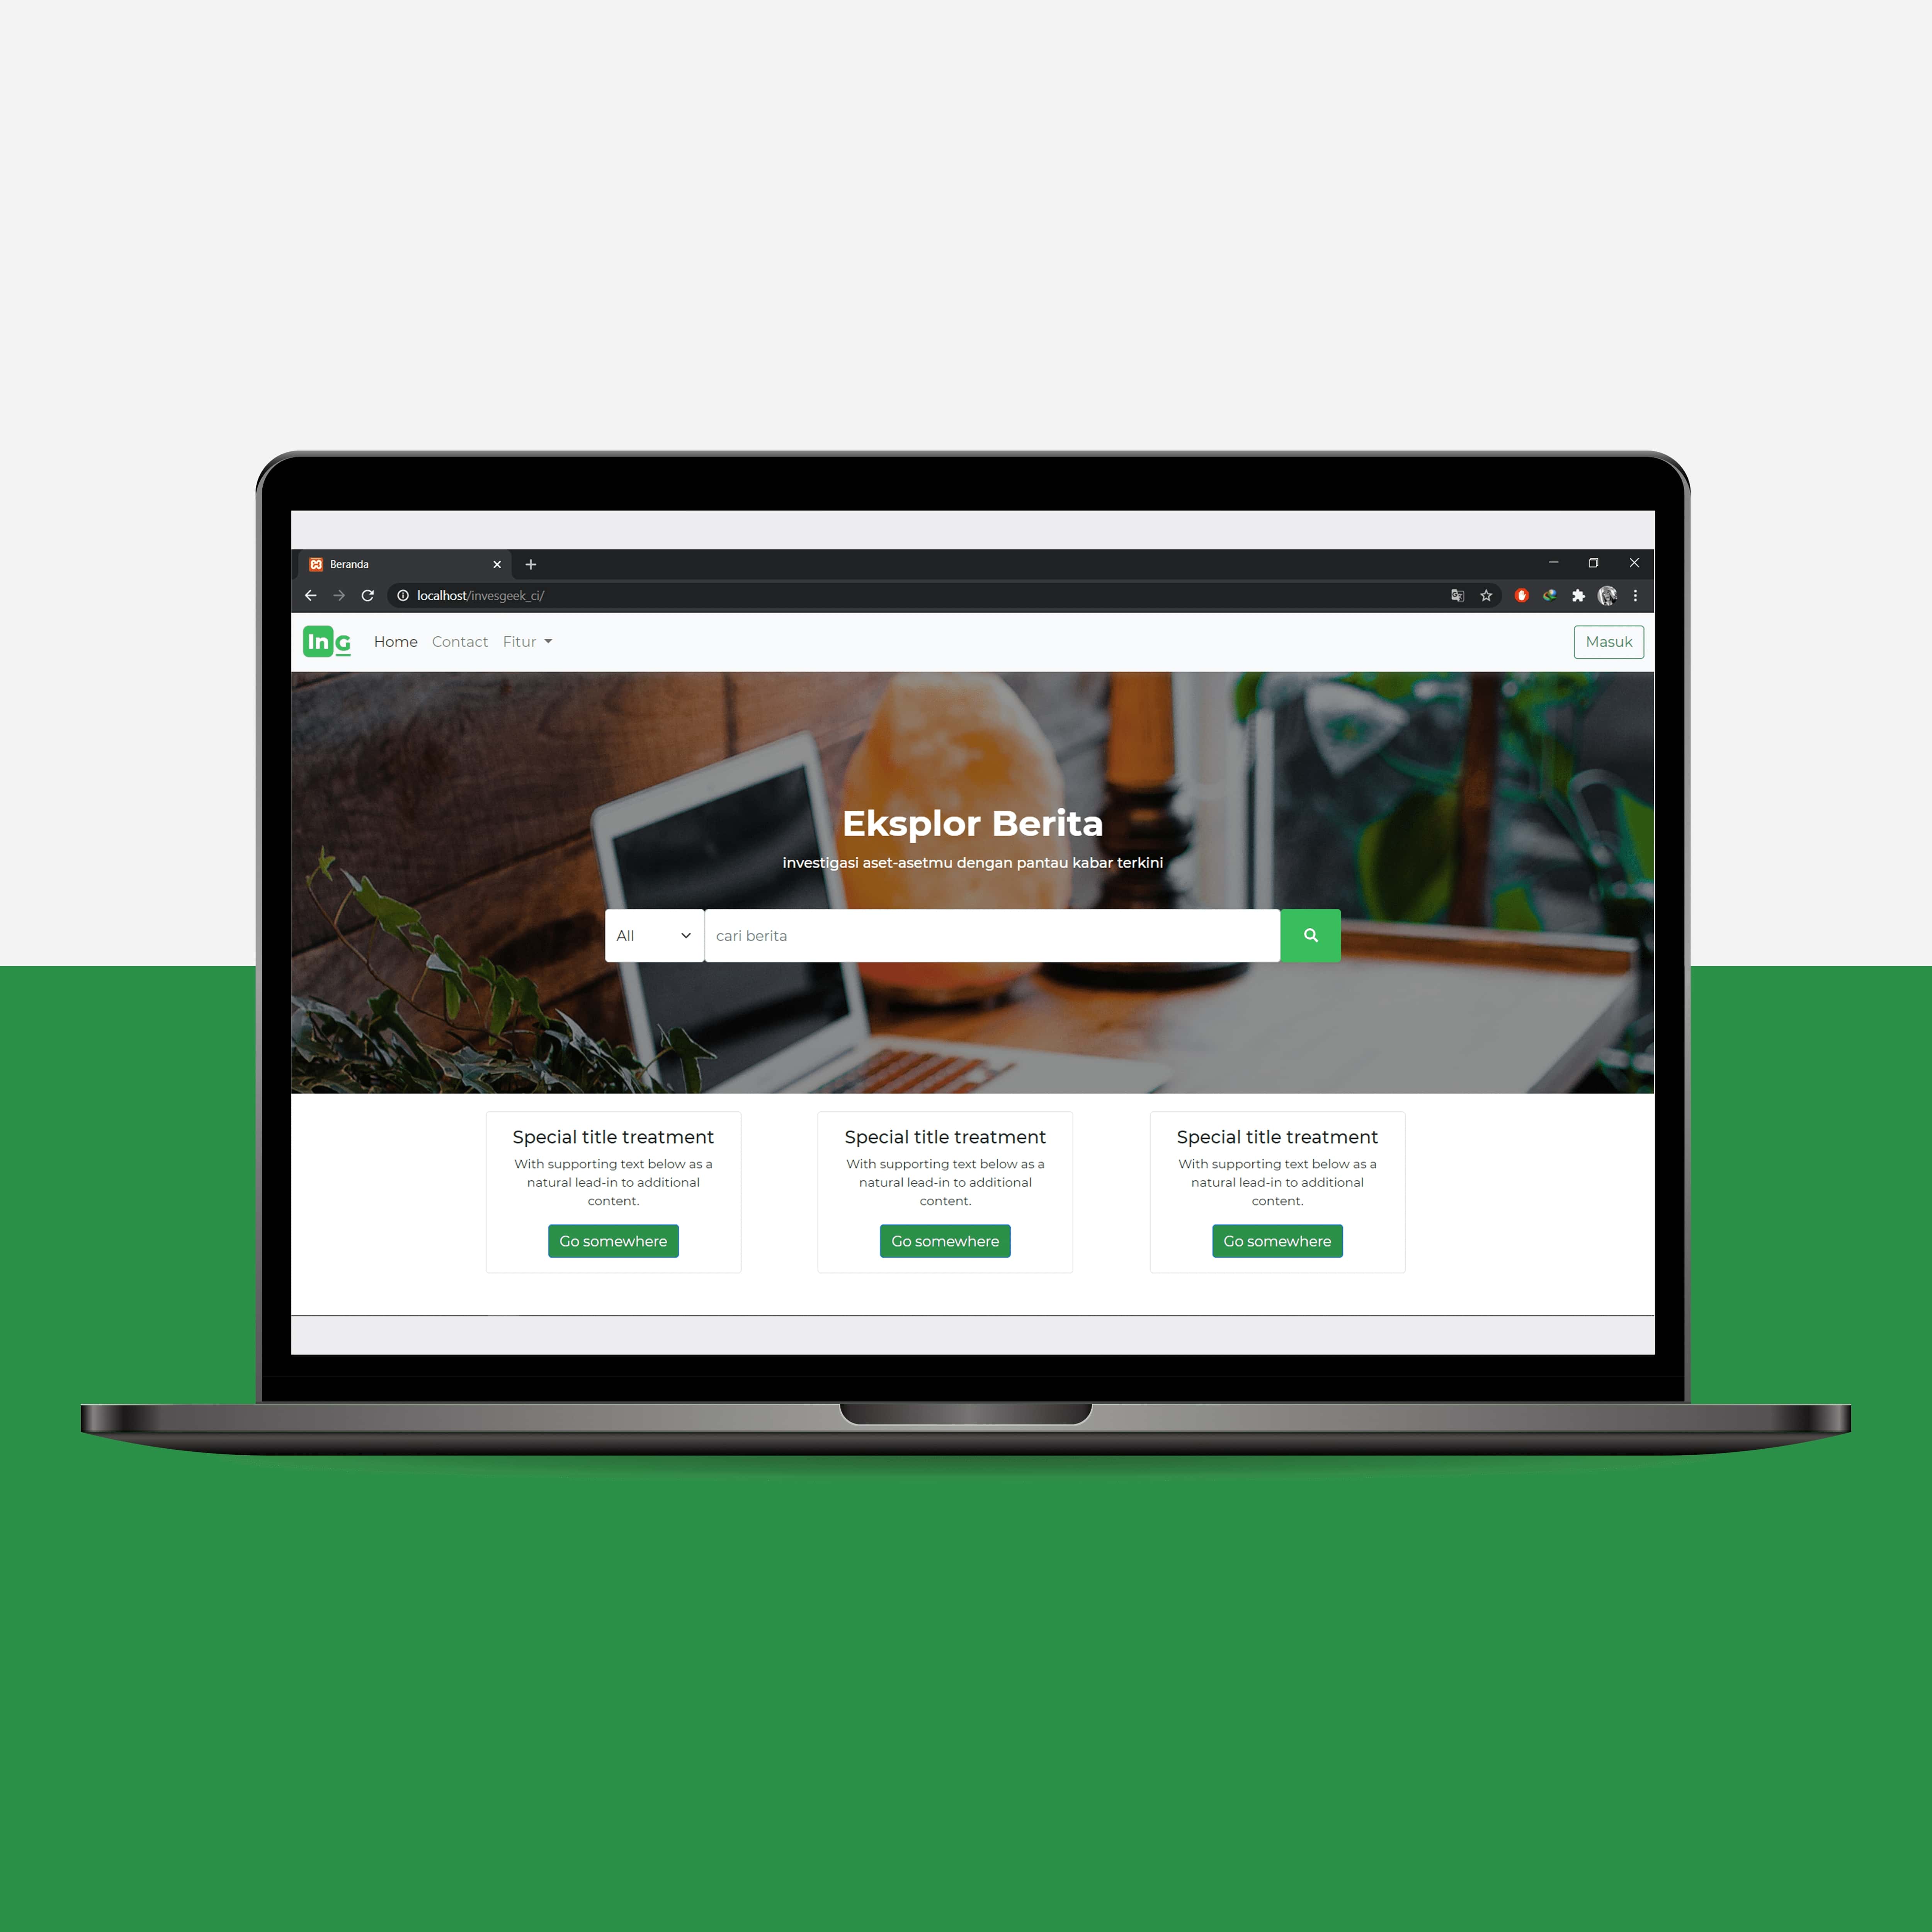 Beranda
localhost/invesgeek_ci/
InG
Home Contact Fitur
Masuk
Eksplor Berita
investigasi aset-asetmu dengan pantau kabar terkini
All
cari berita
Special title treatment
With supporting text below as a
natural lead-in to additional
content.
Go somewhere
Special title treatment
With supporting text below as a
natural lead-in to additional
content.
Go somewhere
Special title treatment
With supporting text below as a
natural lead-in to additional
content.
Go somewhere